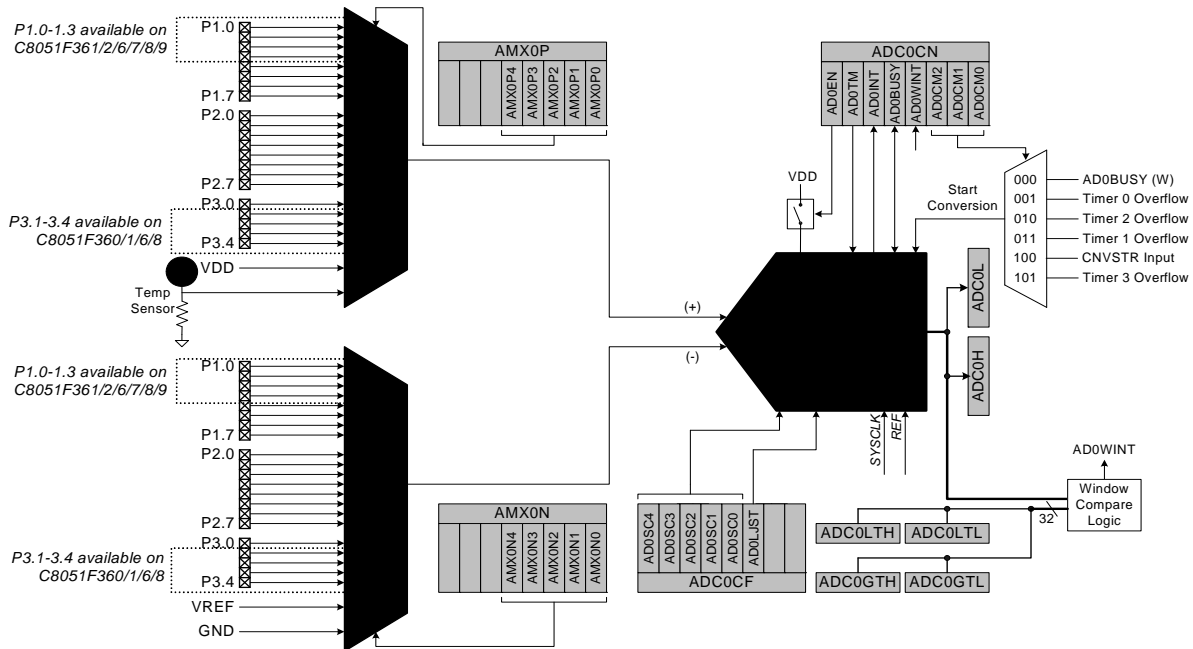 P1.0-1.3 available on
C8051F361/2/6/7/8/9
P1.0
P1.7
P2.0
P2.7
P3.0
P3.1-3.4 available on
C8051F360/1/6/8
P3.4
VDD
Temp
Sensor
AMX0P
AMX0P4
AMX0P3
AMX0P2
AMX0P1
AMX0P0
ADC0CN
AD0EN
AD0TM
AD0INT
AD0BUSY
AD0WINT
AD0CM2
AD0CM1
AD0CM0
VDD
Start
Conversion
000
AD0BUSY (W)
001
Timer 0 Overflow
010
Timer 2 Overflow
011
Timer 1 Overflow
100
CNVSTR Input
101
Timer 3 Overflow
(+)
(-)
ADC0L
ADC0H
SYSCLK
REF
P1.0-1.3 available on
C8051F361/2/6/7/8/9
P1.0
P1.7
P2.0
P2.7
P3.0
P3.1-3.4 available on
C8051F360/1/6/8
P3.4
VREF
GND
AMX0N
AMX0N4
AMX0N3
AMX0N2
AMX0N1
AMX0N0
AD0SC4
AD0SC3
AD0SC2
AD0SC1
AD0SC0
AD0LJST
ADC0CF
AD0WINT
Window
Compare
Logic
32
ADC0LTH
ADC0LTL
ADC0GTH
ADC0GTL